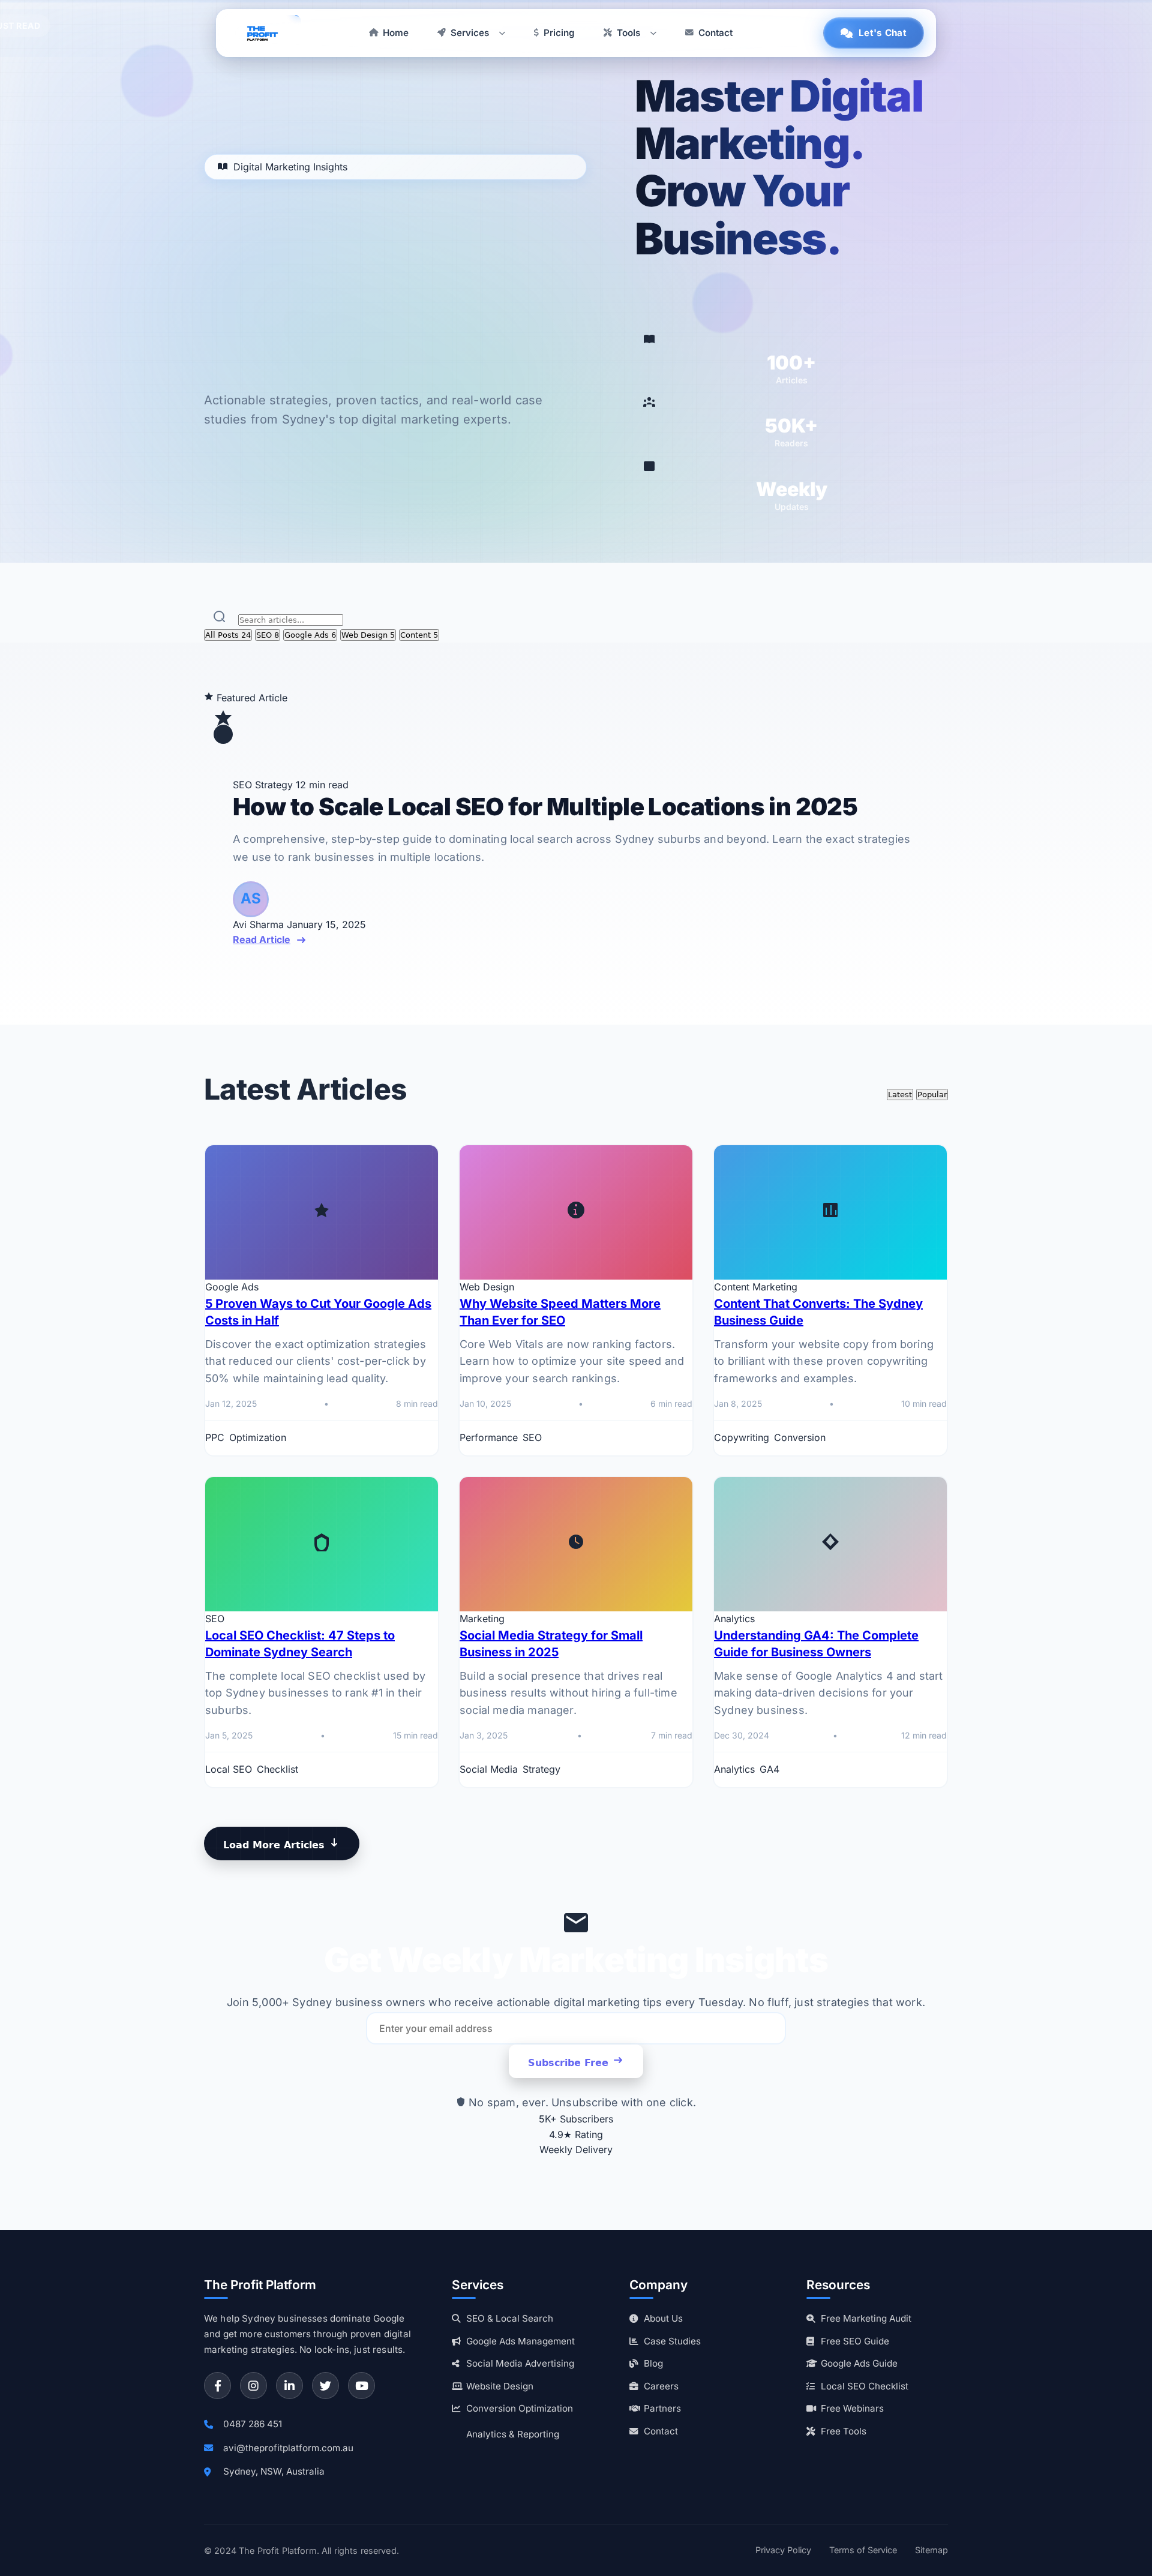 THE
PROFIT
PLATFORM
Home
Services
Pricing
Tools
Contact
Let's Chat
READ
Digital Marketing Insights
Master Digital
Marketing.
Grow Your
Business.
Actionable strategies, proven tactics, and real-world case
studies from Sydney's top digital marketing experts.
100+
Articles
50K+
Readers
Weekly
Updates
Search articles...
All Posts 24
SEO 8
Google Ads 6
Web Design 5
Content 5
Featured Article
SEO Strategy 12 min read
How to Scale Local SEO for Multiple Locations in 2025
A comprehensive, step-by-step guide to dominating local search across Sydney suburbs and beyond. Learn the exact strategies
we use to rank businesses in multiple locations.
AS
Avi Sharma January 15, 2025
Read Article
Latest Articles
Latest
Popular
Google Ads
5 Proven Ways to Cut Your Google Ads
Costs in Half
Discover the exact optimization strategies
that reduced our clients' cost-per-click by
50% while maintaining lead quality.
Jan 12, 2025 • 8 min read
PPC Optimization
Web Design
Why Website Speed Matters More
Than Ever for SEO
Core Web Vitals are now ranking factors.
Learn how to optimize your site speed and
improve your search rankings.
Jan 10, 2025 • 6 min read
Performance SEO
Content Marketing
Content That Converts: The Sydney
Business Guide
Transform your website copy from boring
to brilliant with these proven copywriting
frameworks and examples.
Jan 8, 2025 • 10 min read
Copywriting Conversion
SEO
Local SEO Checklist: 47 Steps to
Dominate Sydney Search
The complete local SEO checklist used by
top Sydney businesses to rank #1 in their
suburbs.
Jan 5, 2025 • 15 min read
Local SEO Checklist
Marketing
Social Media Strategy for Small
Business in 2025
Build a social presence that drives real
business results without hiring a full-time
social media manager.
Jan 3, 2025 • 7 min read
Social Media Strategy
Analytics
Understanding GA4: The Complete
Guide for Business Owners
Make sense of Google Analytics 4 and start
making data-driven decisions for your
Sydney business.
Dec 30, 2024 • 12 min read
Analytics GA4
Load More Articles
Get Weekly Marketing Insights
Join 5,000+ Sydney business owners who receive actionable digital marketing tips every Tuesday. No fluff, just strategies that work.
Enter your email address
Subscribe Free
No spam, ever. Unsubscribe with one click.
5K+ Subscribers
4.9★ Rating
Weekly Delivery
The Profit Platform
We help Sydney businesses dominate Google
and get more customers through proven digital
marketing strategies. No lock-ins, just results.
0487 286 451
avi@theprofitplatform.com.au
Sydney, NSW, Australia
Services
SEO & Local Search
Google Ads Management
Social Media Advertising
Website Design
Conversion Optimization
Analytics & Reporting
Company
About Us
Case Studies
Blog
Careers
Partners
Contact
Resources
Free Marketing Audit
Free SEO Guide
Google Ads Guide
Local SEO Checklist
Free Webinars
Free Tools
© 2024 The Profit Platform. All rights reserved.
Privacy Policy
Terms of Service
Sitemap